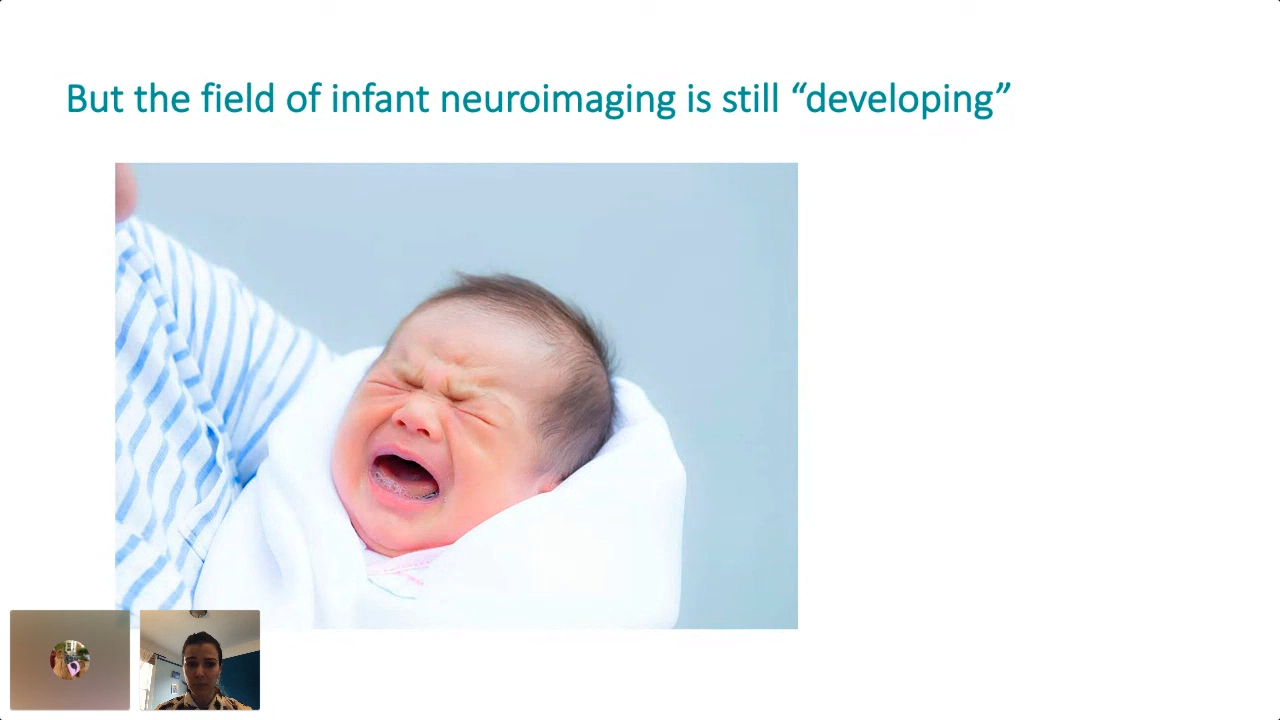 But the field of infant neuroimaging is still “developing”